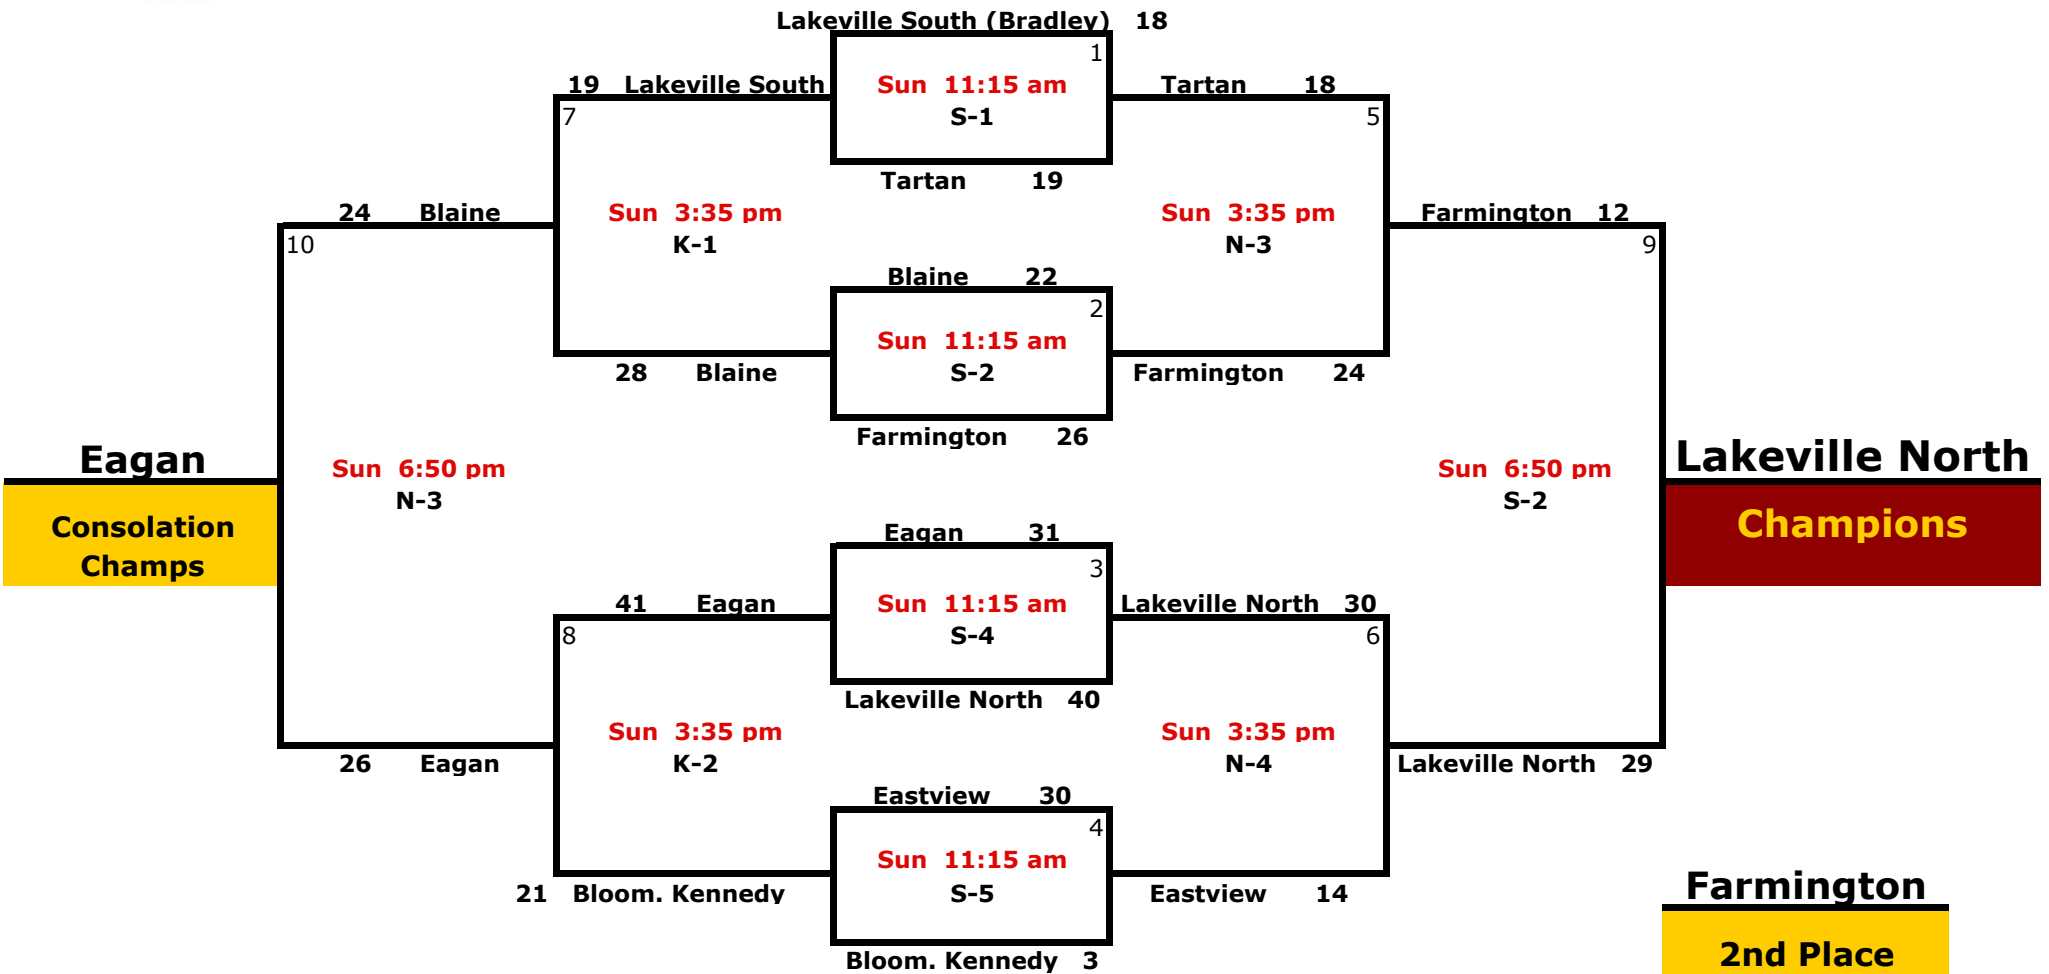 Lakeville South (Bradley) 18
1
19 Lakeville South
Sun 11:15 am
Tartan 18
7
S-1
5
Tartan 19
24 Blaine
Sun 3:35 pm
Sun 3:35 pm
Farmington 12
10
K-1
N-3
9
Blaine 22
2
Sun 11:15 am
28 Blaine
S-2
Farmington 24
Farmington 26
Eagan
Sun 6:50 pm
Sun 6:50 pm
Lakeville North
N-3
S-2
Consolation
Champs
Champions
Eagan 31
3
41 Eagan
Sun 11:15 am
Lakeville North 30
8
S-4
6
Lakeville North 40
Sun 3:35 pm
Sun 3:35 pm
26 Eagan
K-2
N-4
Lakeville North 29
Eastview 30
4
Sun 11:15 am
21 Bloom. Kennedy
S-5
Eastview 14
Farmington
Bloom. Kennedy 3
2nd Place